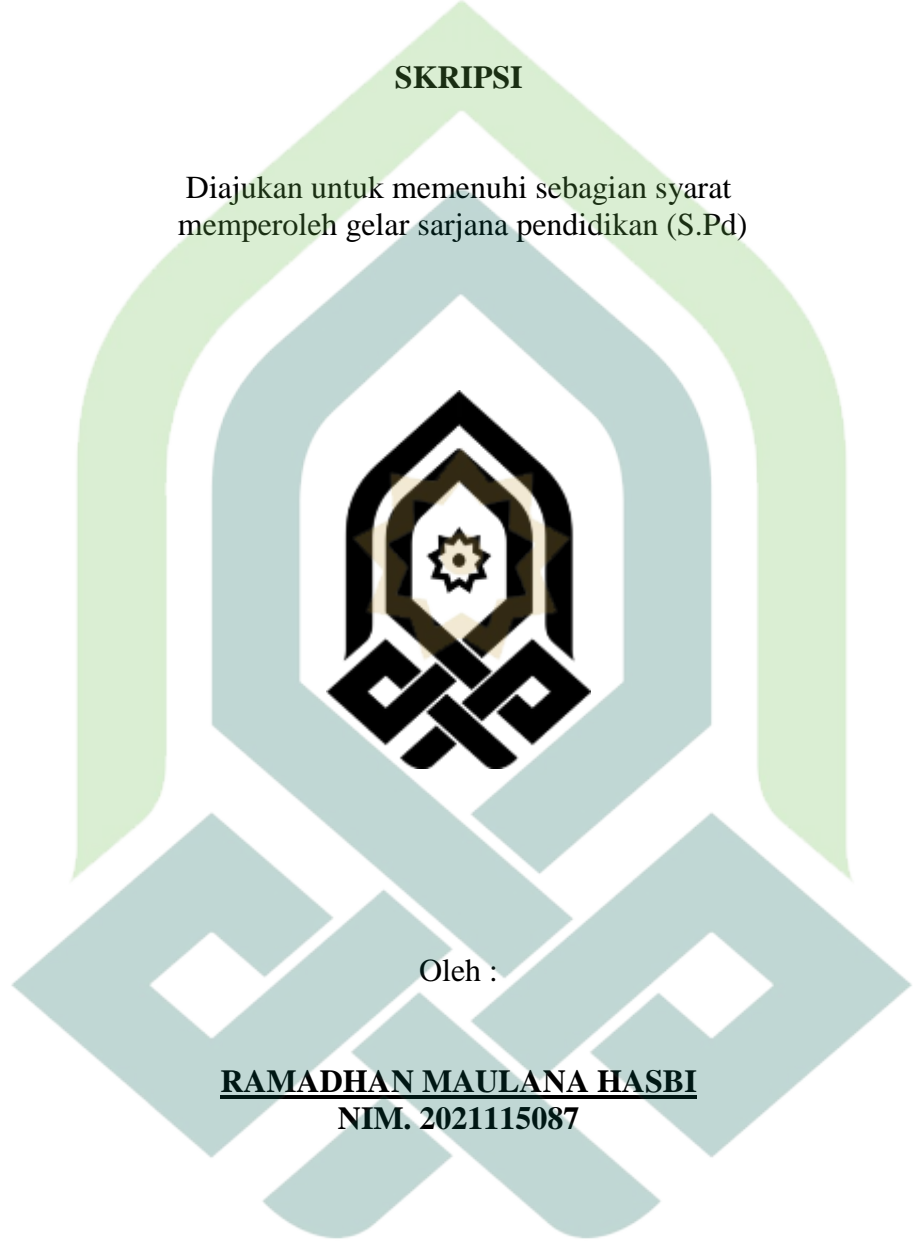 SKRIPSI
Diajukan untuk memenuhi sebagian syarat
memperoleh gelar sarjana pendidikan (S.Pd)
Oleh :
RAMADHAN MAULANA HASBI
NIM. 2021115087